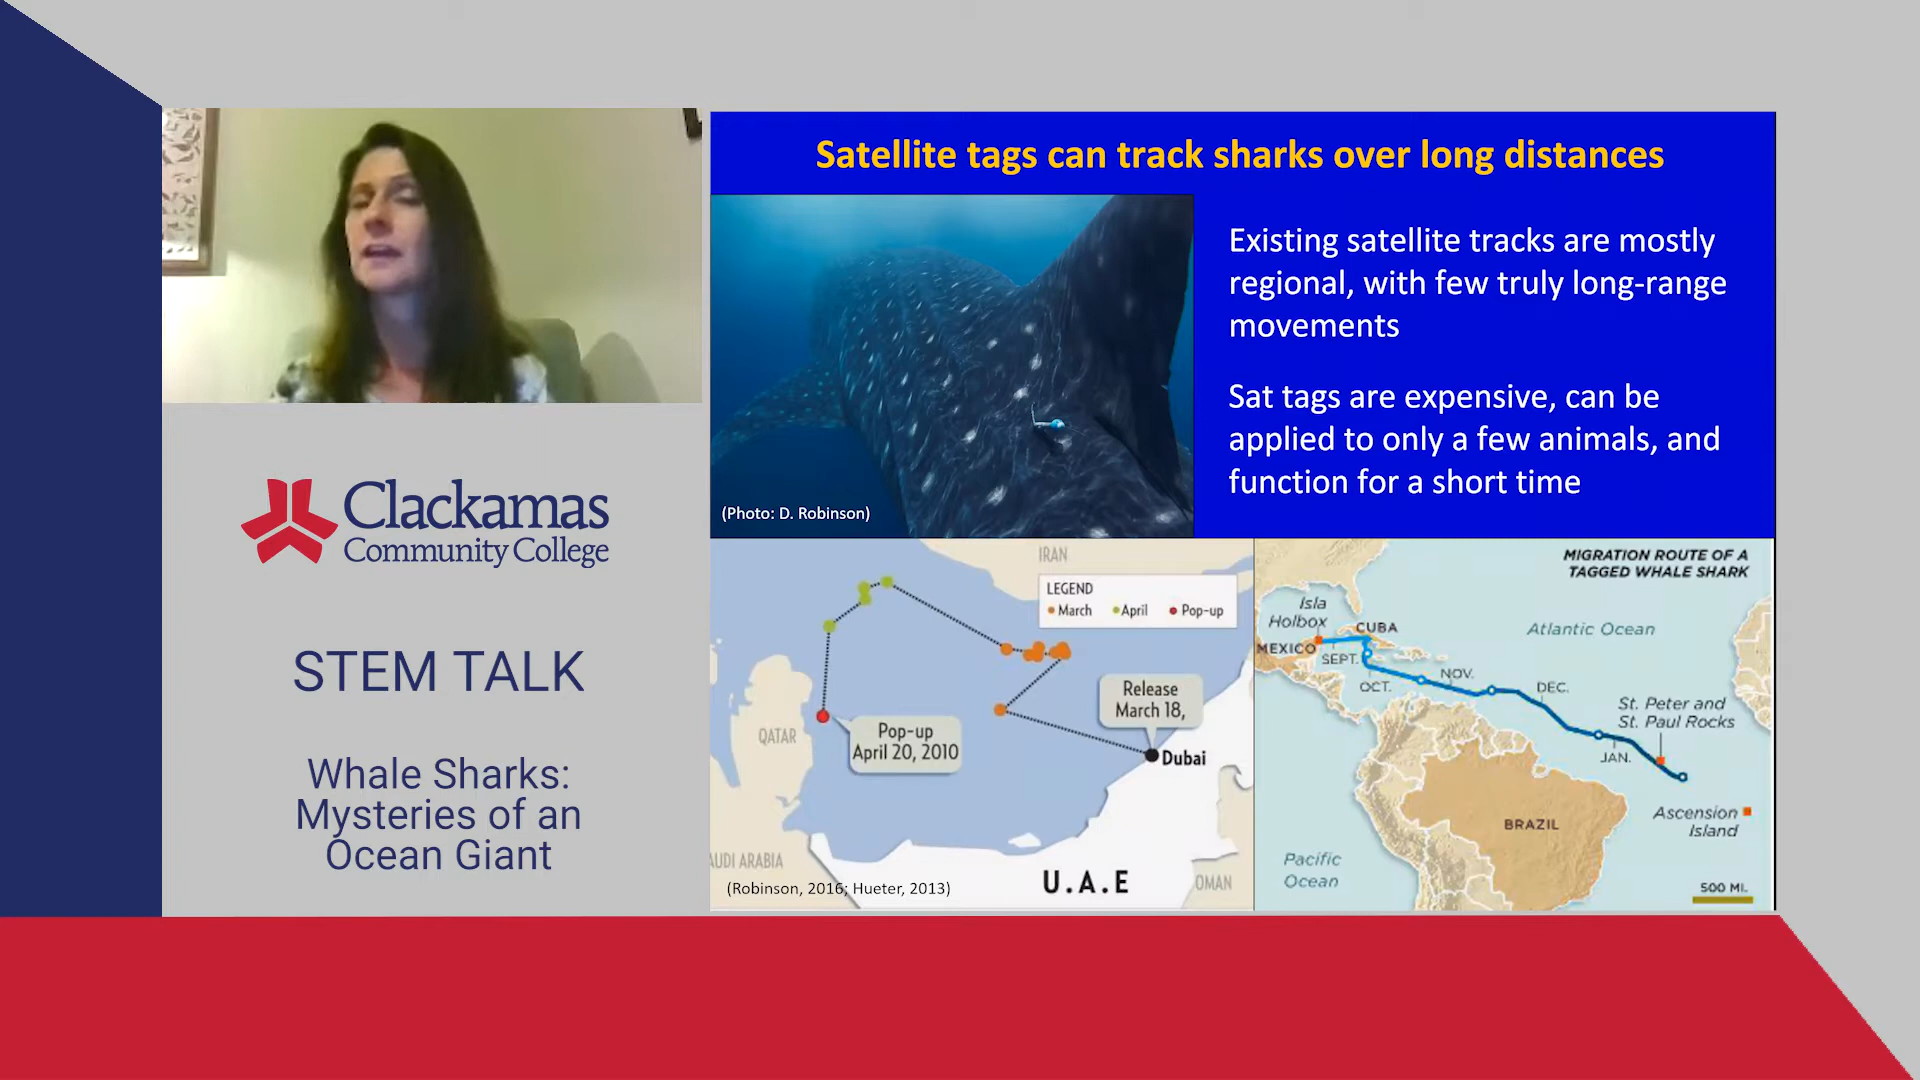 Clackamas
Community College
STEM TALK
Whale Sharks:
Mysteries of an
Ocean Giant
Satellite tags can track sharks over long distances
Existing satellite tracks are mostly
regional, with few truly long-range
movements
Sat tags are expensive, can be
applied to only a few animals, and
function for a short time
(Photo: D. Robinson)
IRAN
LEGEND
March April Pop-up
Release
March 18,
Dubai
QATAR
Pop-up
April 20, 2010
AUDI ARABIA
(Robinson, 2016; Hueter, 2013)
U.A.E
OMAN
MIGRATION ROUTE OF A
TAGGED WHALE SHARK
Isla
Holbox
CUBA
Atlantic Ocean
MEXICO
SEPT.
OCT.
NOV.
DEC.
St. Peter and
St. Paul Rocks
JAN.
Ascension
Island
BRAZIL
Pacific
Ocean
500 MI.